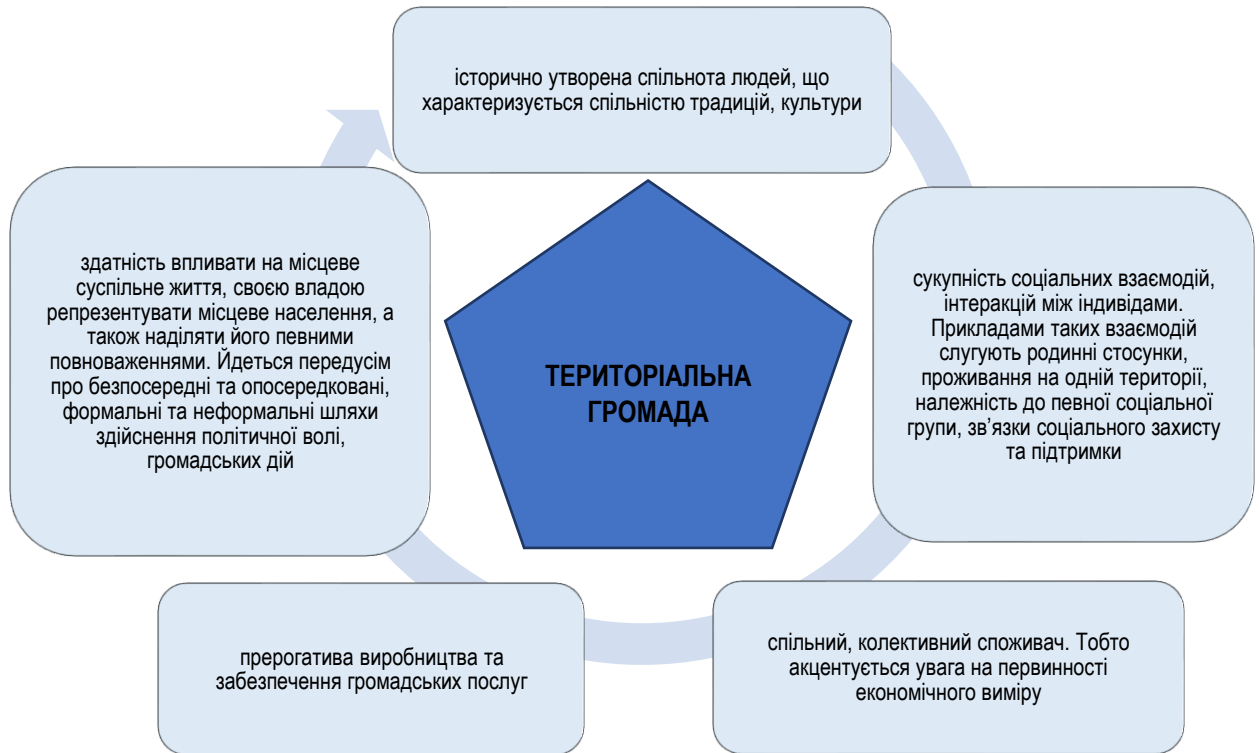 історично утворена спільнота людей, що
характеризується спільністю традицій, культури
сукупність соціальних взаємодій,
інтеракцій між індивідами.
Прикладами таких взаємодій
слугують родинні стосунки,
проживання на одній території,
належність до певної соціальної
групи, зв’язки соціального захисту
та підтримки
спільний, колективний споживач. Тобто
акцентується увага на первинності
економічного виміру
прерогатива виробництва та
забезпечення громадських послуг
здатність впливати на місцеве
суспільне життя, своєю владою
репрезентувати місцеве населення, а
також наділяти його певними
повноваженнями. Йдеться передусім
про безпосередні та опосередковані,
формальні та неформальні шляхи
здійснення політичної волі,
громадських дій
ТЕРИТОРІАЛЬНА
ГРОМАДА